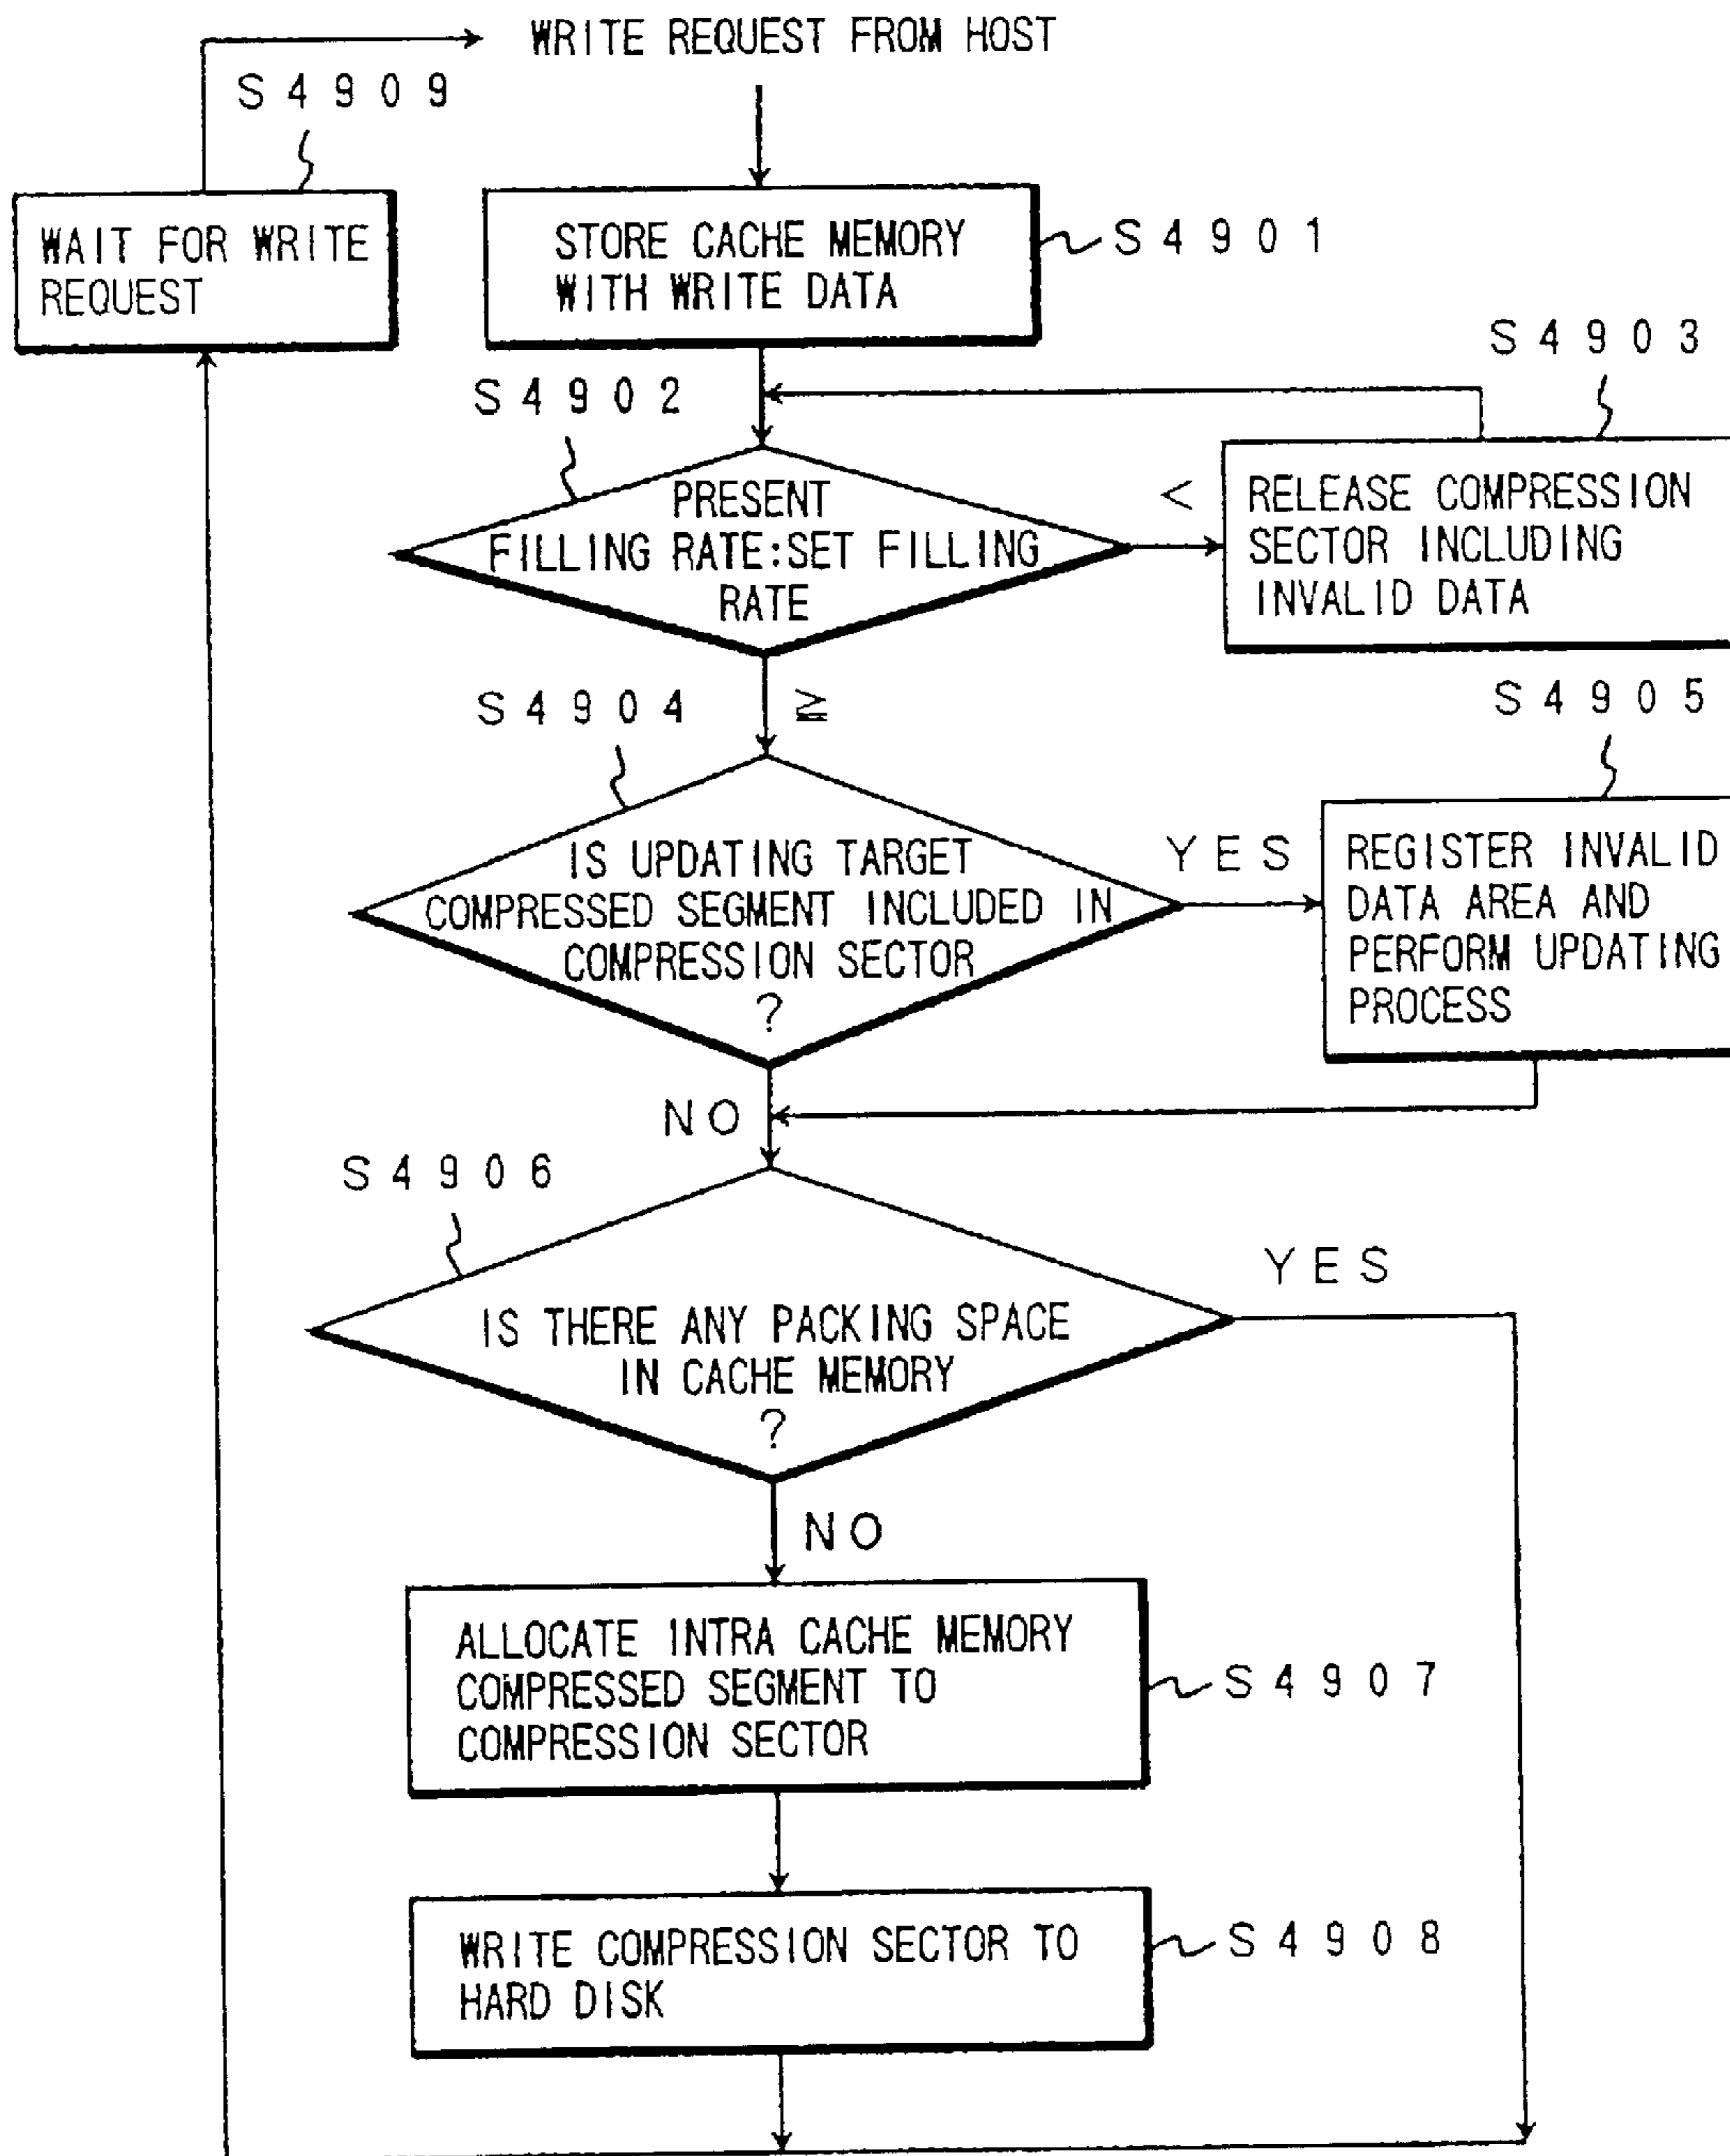 WRITE REQUEST FROM HOST
S4909
WAIT FOR WRITE
REQUEST
STORE CACHE MEMORY
WITH WRITE DATA
S4901
S4903
S4902
PRESENT
FILLING RATE:SET FILLING
RATE
<
RELEASE COMPRESSION
SECTOR INCLUDING
INVALID DATA
S4904
≧
S4905
IS UPDATING TARGET
COMPRESSED SEGMENT INCLUDED IN
COMPRESSION SECTOR
?
YES
REGISTER INVALID
DATA AREA AND
PERFORM UPDATING
PROCESS
NO
S4906
YES
IS THERE ANY PACKING SPACE
IN CACHE MEMORY
?
NO
ALLOCATE INTRA CACHE MEMORY
COMPRESSED SEGMENT TO
COMPRESSION SECTOR
S4907
WRITE COMPRESSION SECTOR TO
HARD DISK
S4908